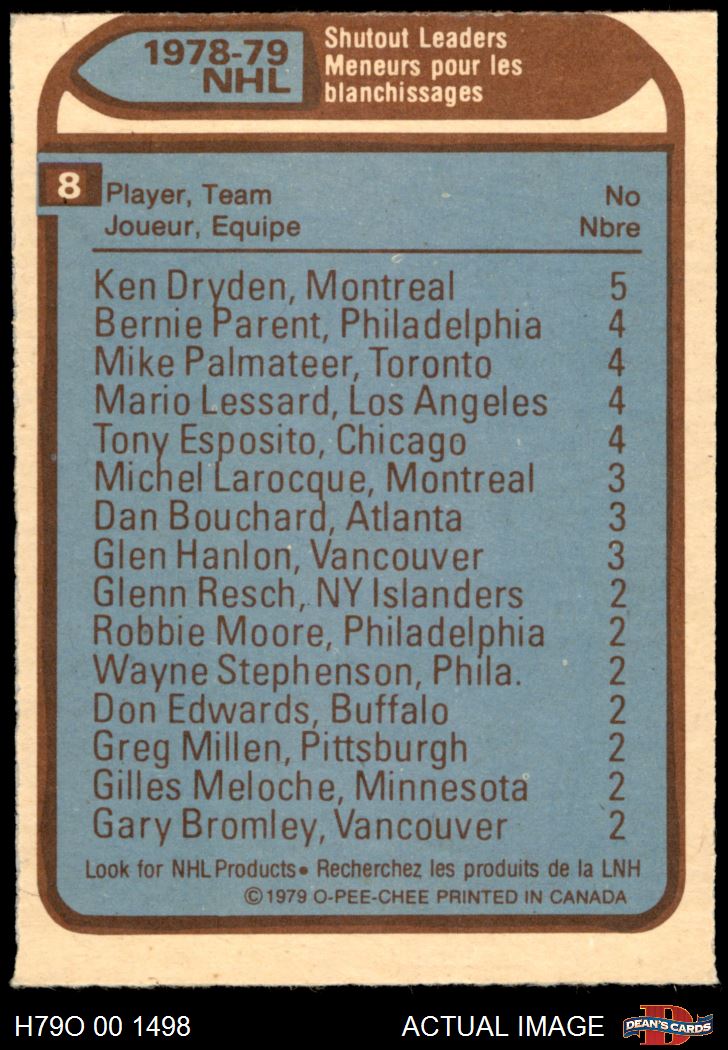 1978-79
NHL
Shutout Leaders
Meneurs pour les
blanchissages
8
Player, Team No
Joueur, Equipe Nbre
Ken Dryden, Montreal 5
Bernie Parent, Philadelphia 4
Mike Palmateer, Toronto 4
Mario Lessard, Los Angeles 4
Tony Esposito, Chicago 4
Michel Larocque, Montreal 3
Dan Bouchard, Atlanta 3
Glen Hanlon, Vancouver 3
Glenn Resch, NY Islanders 2
Robbie Moore, Philadelphia 2
Wayne Stephenson, Phila. 2
Don Edwards, Buffalo 2
Greg Millen, Pittsburgh 2
Gilles Meloche, Minnesota 2
Gary Bromley, Vancouver 2
Look for NHL Products• Recherchez les produits de la LNH
©1979 O-PEE-CHEE PRINTED IN CANADA
H79O 00 1498 ACTUAL IMAGE D DEAN'S CARDS